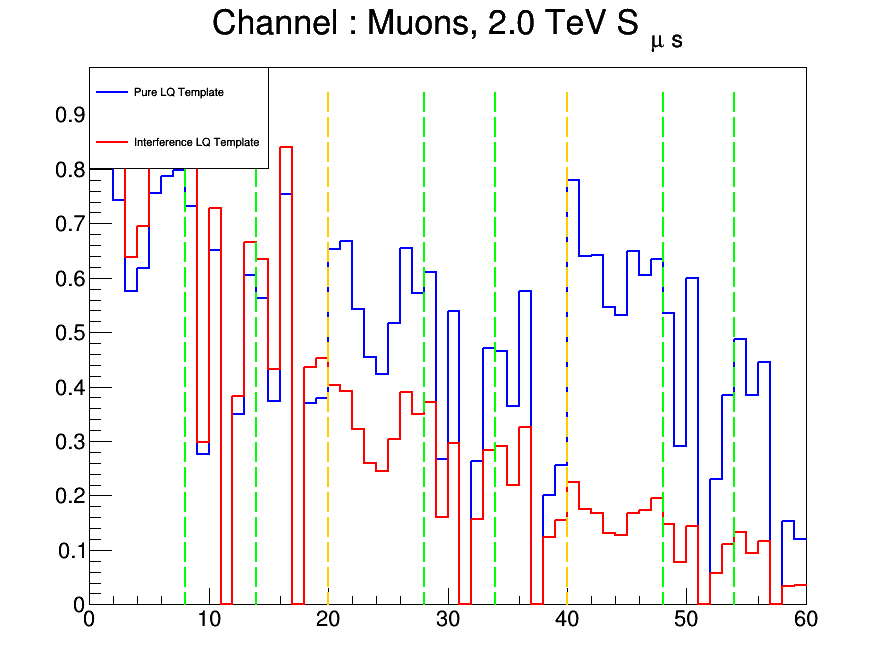 Channel : Muons, 2.0 TeV S μ s
Pure LQ Template
Interference LQ Template
0.9
0.8
0.7
0.6
0.5
0.4
0.3
0.2
0.1
0
0 10 20 30 40 50 60